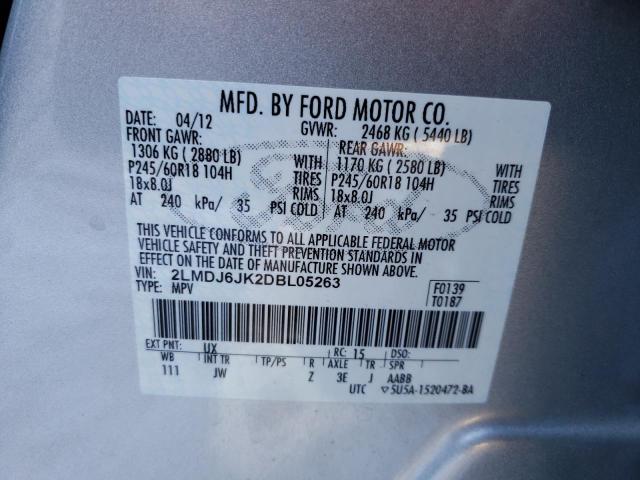 MFD. BY FORD MOTOR CO.
DATE: 04/12 GVWR: 2468 KG ( 5440 LB)
FRONT GAWR: REAR GAWR:
1306 KG ( 2880 LB) WITH 1170 KG ( 2580 LB) WITH
P245/60R18 104H TIRES P245/60R18 104H TIRES
18x8.0J RIMS 18x8.0J RIMS
AT 240 kPa/ 35 PSI COLD AT 240 kPa/ 35 PSI COLD
THIS VEHICLE CONFORMS TO ALL APPLICABLE FEDERAL MOTOR
VEHICLE SAFETY AND THEFT PREVENTION STANDARDS IN
EFFECT ON THE DATE OF MANUFACTURE SHOWN ABOVE.
VIN: 2LMDJ6JK2DBL05263 F0139
TYPE: MPV T0187
EXT PNT: UX RC: 15 DSO:
WB INT TR TP/PS R AXLE TR SPR
111 JW Z 3E J AABB
UTC ▽5U5A-1520472-BA